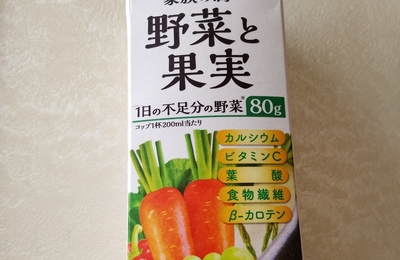 野菜と
果実
1日の不足分の野菜※ 80g
コップ1杯200ml当たり
カルシウム
ビタミンC
葉酸
食物繊維
β-カロテン